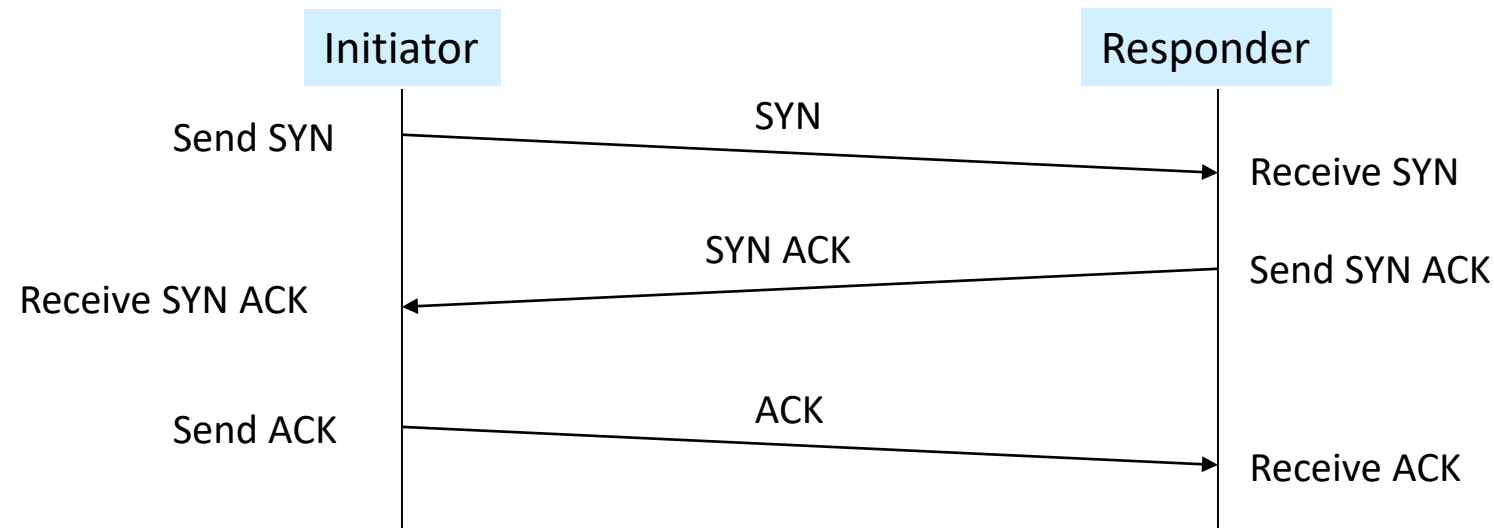 Initiator
Responder
Send SYN
SYN
Receive SYN
SYN ACK
Send SYN ACK
Receive SYN ACK
Send ACK
ACK
Receive ACK